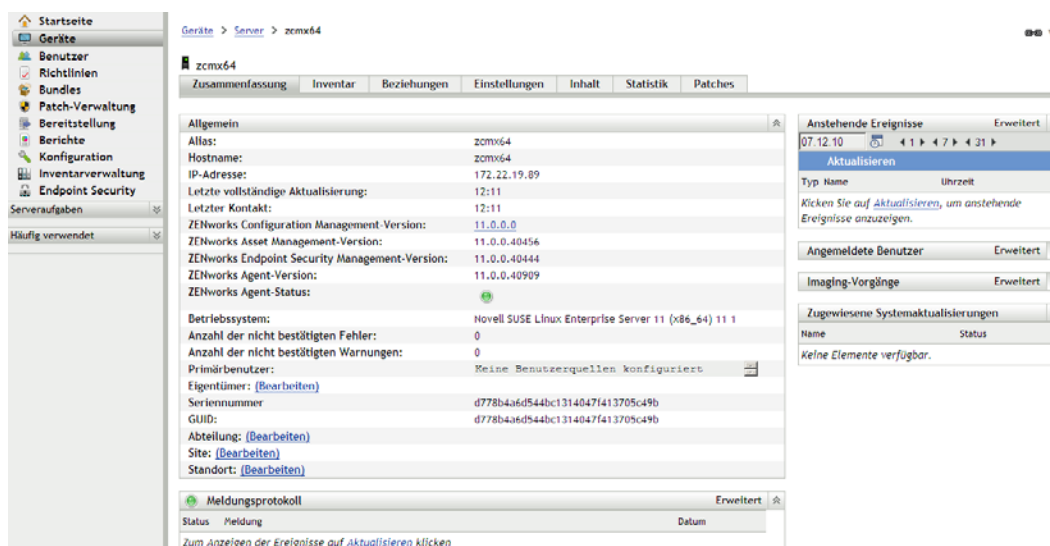 Startseite
Geräte
Benutzer
Richtlinien
Bundles
Patch-Verwaltung
Bereitstellung
Berichte
Konfiguration
Inventarverwaltung
Endpoint Security
Serveraufgaben
Häufig verwendet
Geräte > Server > zcmx64
zcmx64
Zusammenfassung Inventar Beziehungen Einstellungen Inhalt Statistik Patches
Allgemein
Alias: zcmx64
Hostname: zcmx64
IP-Adresse: 172.22.19.89
Letzte vollständige Aktualisierung: 12:11
Letzter Kontakt: 12:11
ZENworks Configuration Management-Version: 11.0.0.0
ZENworks Asset Management-Version: 11.0.0.40456
ZENworks Endpoint Security Management-Version: 11.0.0.40444
ZENworks Agent-Version: 11.0.0.40909
ZENworks Agent-Status:
Betriebssystem: Novell SUSE Linux Enterprise Server 11 (x86_64) 11 1
Anzahl der nicht bestätigten Fehler: 0
Anzahl der nicht bestätigten Warnungen: 0
Primärbenutzer: Keine Benutzerquellen konfiguriert
Eigentümer: (Bearbeiten)
Seriennummer d778b4a6d544bc1314047f413705c49b
GUID: d778b4a6d544bc1314047f413705c49b
Abteilung: (Bearbeiten)
Site: (Bearbeiten)
Standort: (Bearbeiten)
Meldungsprotokoll Erweitert
Status Meldung Datum
Zum Anzeigen der Ereignisse auf Aktualisieren klicken
Anstehende Ereignisse Erweitert
07.12.10 1 7 31
Aktualisieren
Typ Name Uhrzeit
Kicken Sie auf Aktualisieren, um anstehende
Ereignisse anzuzeigen.
Angemeldete Benutzer Erweitert
Imaging-Vorgänge Erweitert
Zugewiesene Systemaktualisierungen
Name Status
Keine Elemente verfügbar.